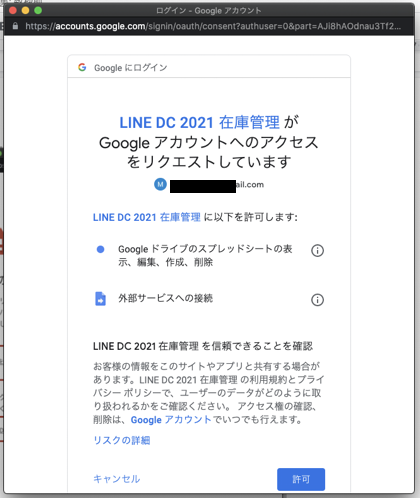 ログイン - Google アカウント
https://accounts.google.com/signin/oauth/consent?authuser=0&part=AJi8hAOdnau3Tf2...
Google にログイン
LINE DC 2021 在庫管理 が
Google アカウントへのアクセス
をリクエストしています
M ail.com
LINE DC 2021 在庫管理 に以下を許可します:
Google ドライブのスプレッドシートの表
示、編集、作成、削除
外部サービスへの接続
LINE DC 2021 在庫管理 を信頼できることを確認
お客様の情報をこのサイトやアプリと共有する場合が
あります。LINE DC 2021 在庫管理 の利用規約とプライ
バシー ポリシーで、ユーザーのデータがどのように取
り扱われるかをご確認ください。 アクセス権の確認、
削除は、Google アカウントでいつでも行えます。
リスクの詳細
キャンセル
許可